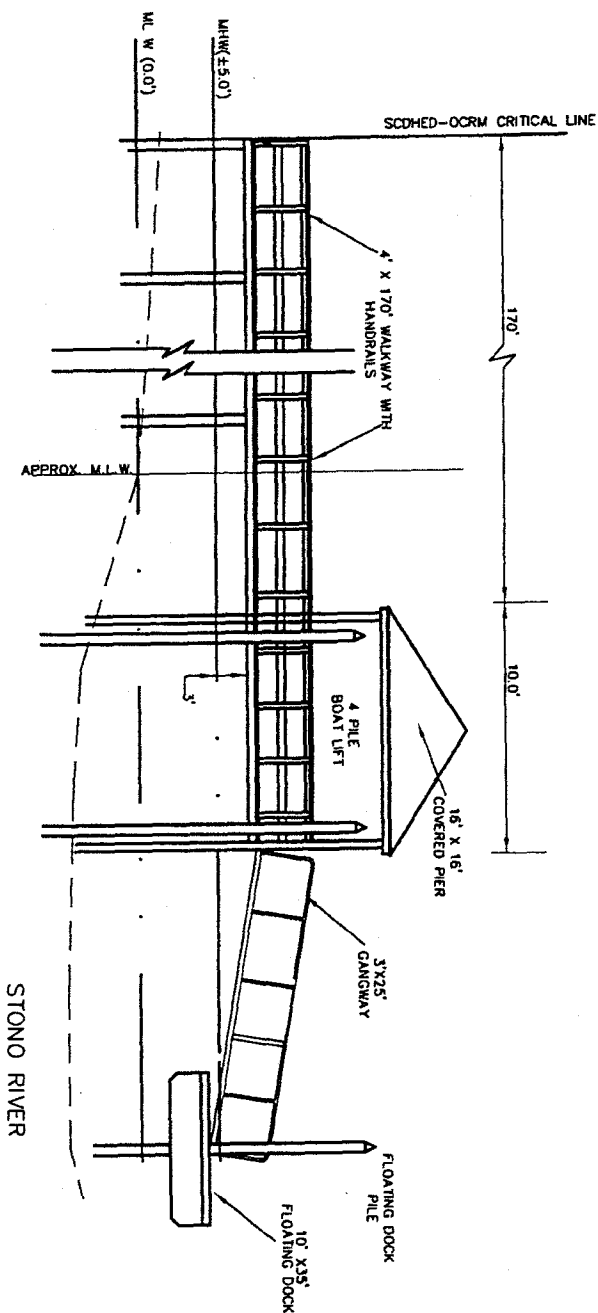 SCDHED-OCRM CRITICAL LINE
170'
10.0'
MHW(±5.0')
ML W (0.0')
4' X 170' WALKWAY WITH
HANDRAILS
APPROX. M.L.W.
3'
4 PILE
BOAT LIFT
16' X 16'
COVERED PIER
3'X25'
GANGWAY
FLOATING DOCK
PILE
10' X35'
FLOATING DOCK
STONO RIVER